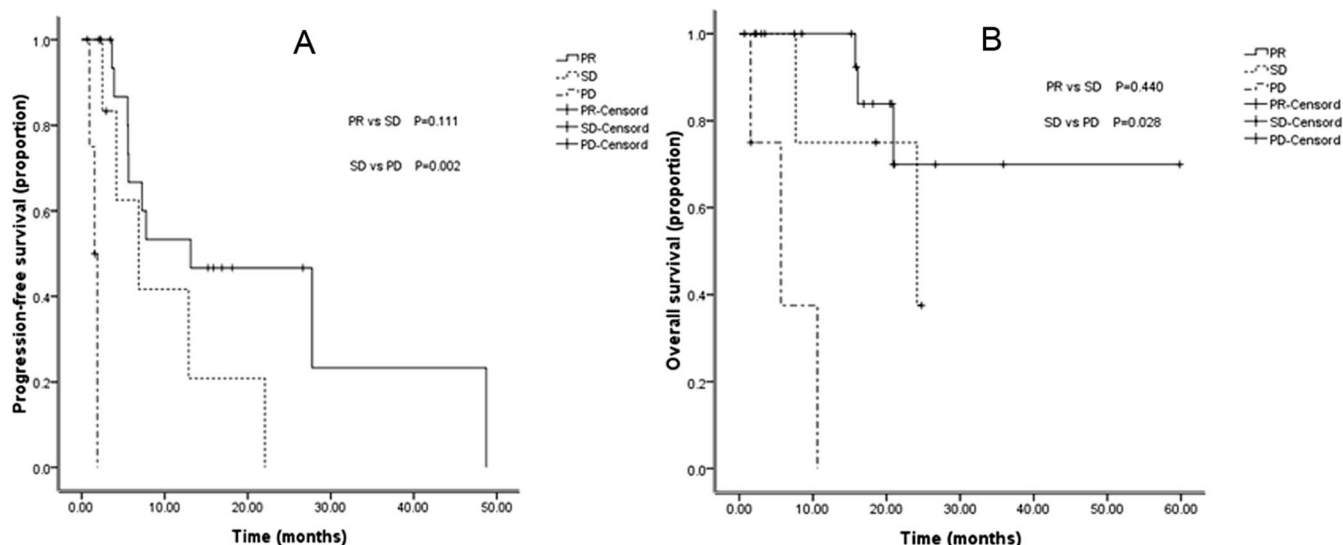 A
Progression-free survival (proportion)
1.0
0.8
0.6
0.4
0.2
0.0
0.00 10.00 20.00 30.00 40.00 50.00
Time (months)
PR vs SD P=0.111
SD vs PD P=0.002
PR
SD
PD
PR-Censord
SD-Censord
PD-Censord
B
Overall survival (proportion)
1.0
0.8
0.6
0.4
0.2
0.0
0.00 10.00 20.00 30.00 40.00 50.00 60.00
Time (months)
PR vs SD P=0.440
SD vs PD P=0.028
PR
SD
PD
PR-Censord
SD-Censord
PD-Censord